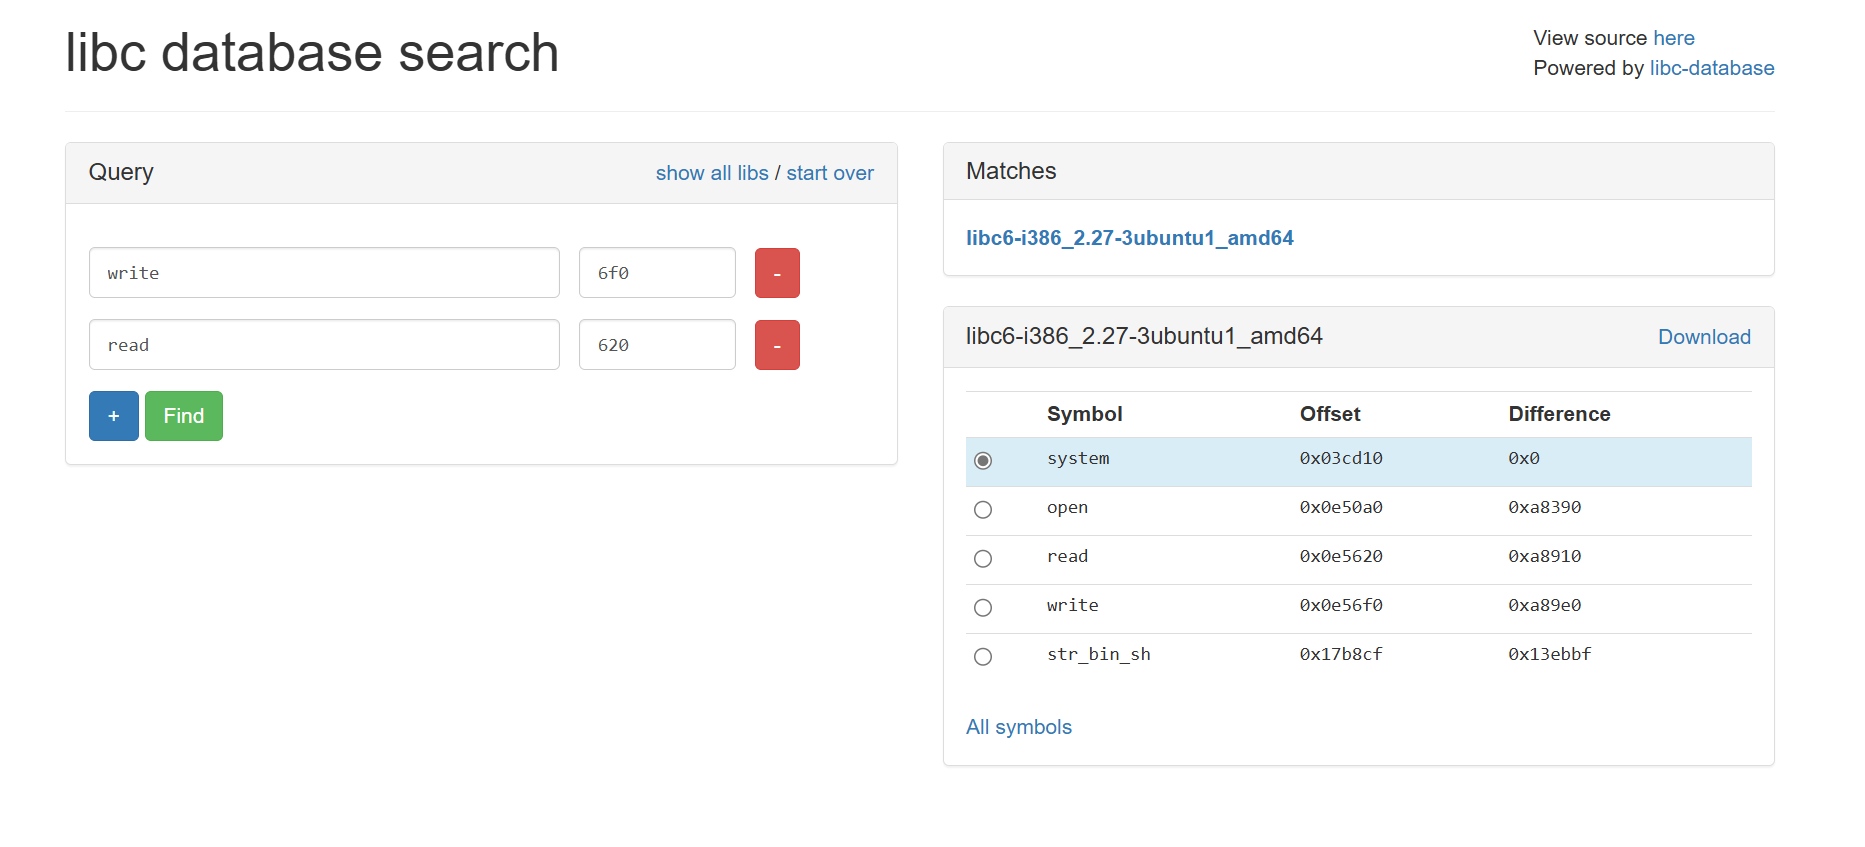 libc database search
View source here
Powered by libc-database
Query
show all libs / start over
write 6f0 -
read 620 -
+ Find
Matches
libc6-i386_2.27-3ubuntu1_amd64
libc6-i386_2.27-3ubuntu1_amd64 Download
Symbol Offset Difference
system 0x03cd10 0x0
open 0x0e50a0 0xa8390
read 0x0e5620 0xa8910
write 0x0e56f0 0xa89e0
str_bin_sh 0x17b8cf 0x13ebbf
All symbols